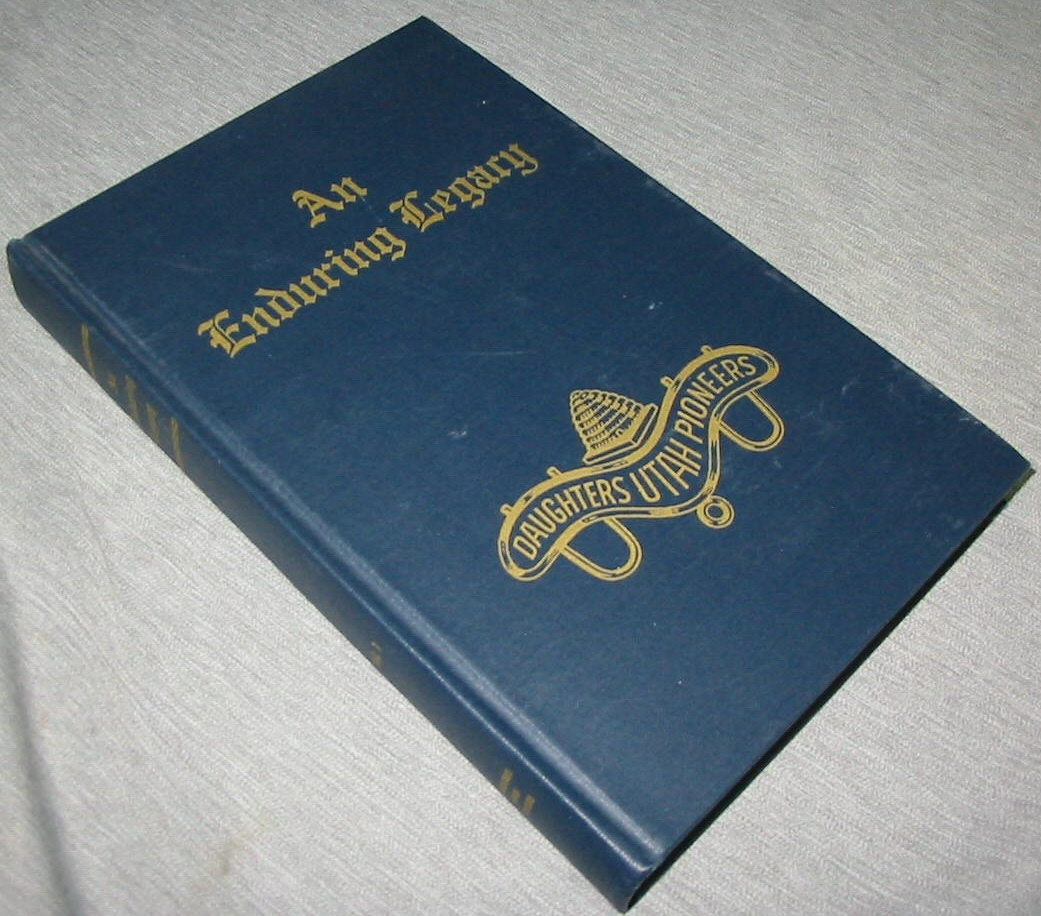 An
Enduring Legacy
DAUGHTERS UTAH PIONEERS